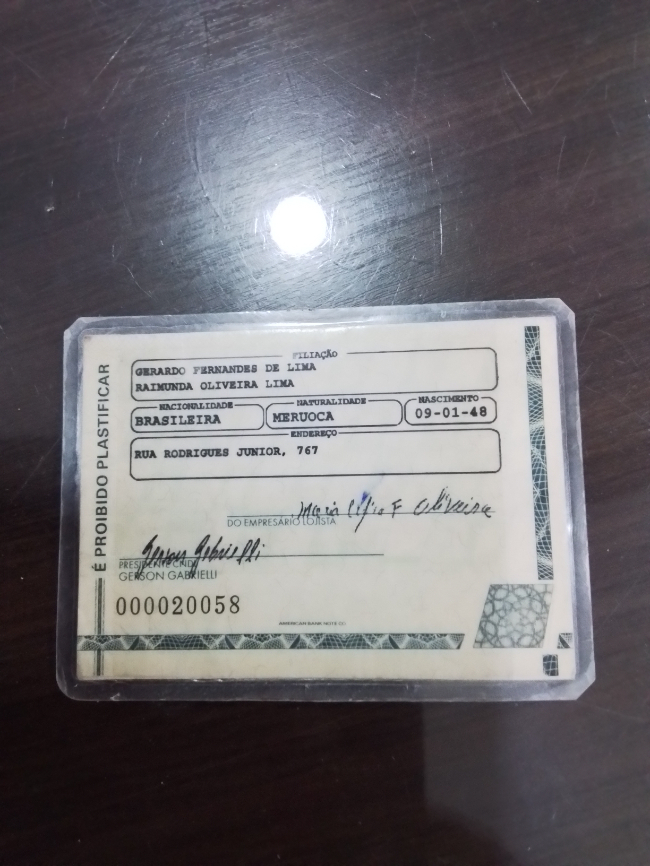 É PROIBIDO PLASTIFICAR
FILIAÇÃO
GERARDO FERNANDES DE LIMA
RAIMUNDA OLIVEIRA LIMA
NACIONALIDADE
BRASILEIRA
NATURALIDADE
MERUOCA
NASCIMENTO
09-01-48
ENDEREÇO
RUA RODRIGUES JUNIOR, 767
Oliveira
DO EMPRESÁRIO LOJISTA
Gerson Gabrielli
PRESIDENTE CNDL
GERSON GABRIELLI
000020058
AMERICAN BANK NOTE CO